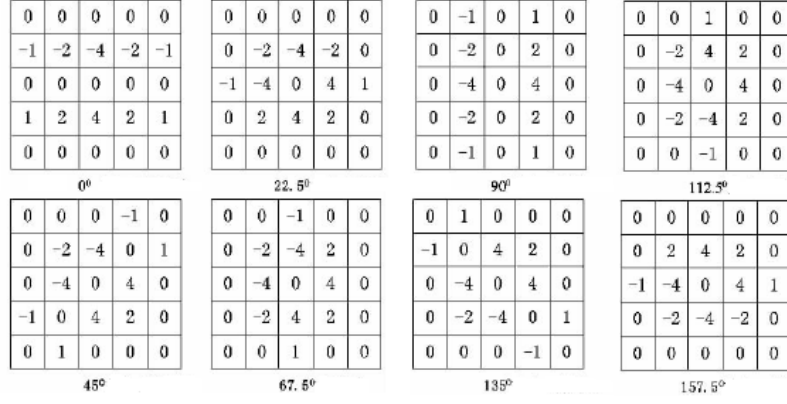 0 0 0 0 0
-1 -2 -4 -2 -1
0 0 0 0 0
1 2 4 2 1
0 0 0 0 0
0⁰
0 0 0 0 0
0 -2 -4 -2 0
-1 -4 0 4 1
0 2 4 2 0
0 0 0 0 0
22.5⁰
0 -1 0 1 0
0 -2 0 2 0
0 -4 0 4 0
0 -2 0 2 0
0 -1 0 1 0
90⁰
0 0 1 0 0
0 -2 4 2 0
0 -4 0 4 0
0 -2 -4 2 0
0 0 -1 0 0
112.5⁰
0 0 0 -1 0
0 -2 -4 0 1
0 -4 0 4 0
-1 0 4 2 0
0 1 0 0 0
45⁰
0 0 -1 0 0
0 -2 -4 2 0
0 -4 0 4 0
0 -2 4 2 0
0 0 1 0 0
67.5⁰
0 1 0 0 0
-1 0 4 2 0
0 -4 0 4 0
0 -2 -4 0 1
0 0 0 -1 0
135⁰
0 0 0 0 0
0 2 4 2 0
-1 -4 0 4 1
0 -2 -4 -2 0
0 0 0 0 0
157.5⁰